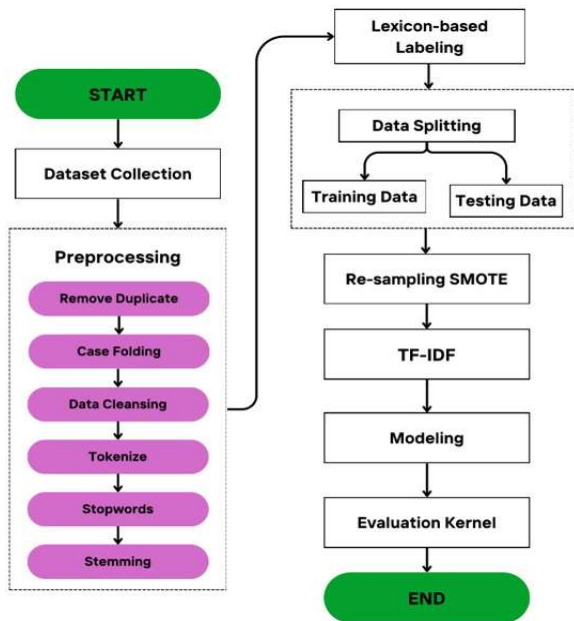 START
Dataset Collection
Preprocessing
Remove Duplicate
Case Folding
Data Cleansing
Tokenize
Stopwords
Stemming
Lexicon-based
Labeling
Data Splitting
Training Data
Testing Data
Re-sampling SMOTE
TF-IDF
Modeling
Evaluation Kernel
END